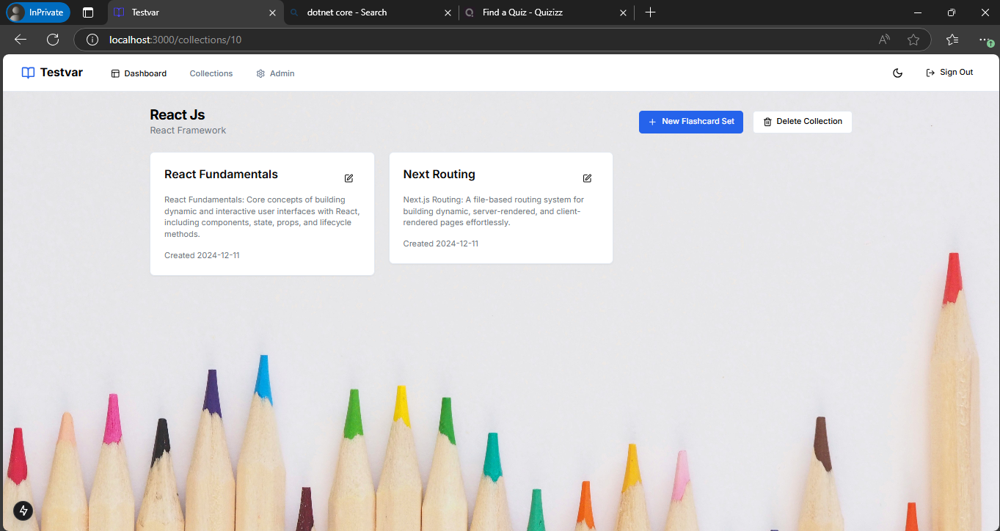 InPrivate
Testvar
dotnet core - Search
Find a Quiz - Quizizz
localhost:3000/collections/10
Testvar
Dashboard
Collections
Admin
Sign Out
React Js
React Framework
New Flashcard Set
Delete Collection
React Fundamentals
React Fundamentals: Core concepts of building
dynamic and interactive user interfaces with React,
including components, state, props, and lifecycle
methods.
Created 2024-12-11
Next Routing
Next.js Routing: A file-based routing system for
building dynamic, server-rendered, and client-
rendered pages effortlessly.
Created 2024-12-11